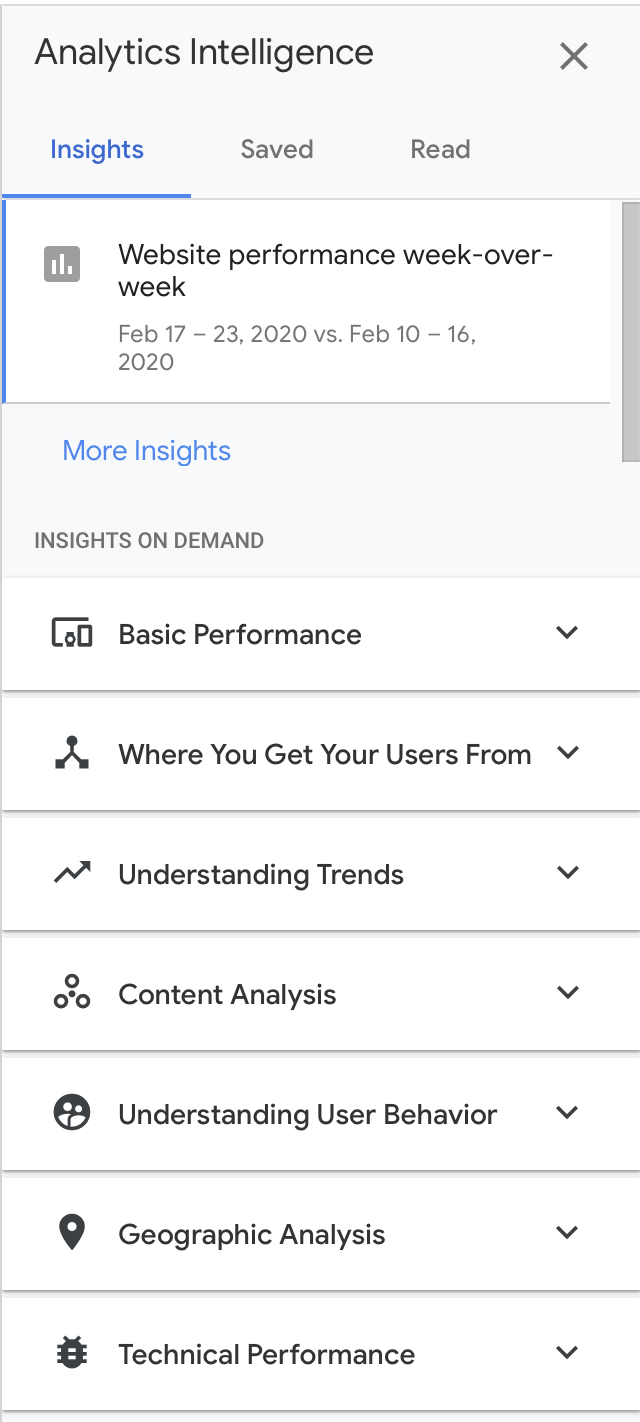 Analytics Intelligence
Insights
Saved
Read
Website performance week-over-
week
Feb 17 – 23, 2020 vs. Feb 10 – 16,
2020
More Insights
INSIGHTS ON DEMAND
Basic Performance
Where You Get Your Users From
Understanding Trends
Content Analysis
Understanding User Behavior
Geographic Analysis
Technical Performance